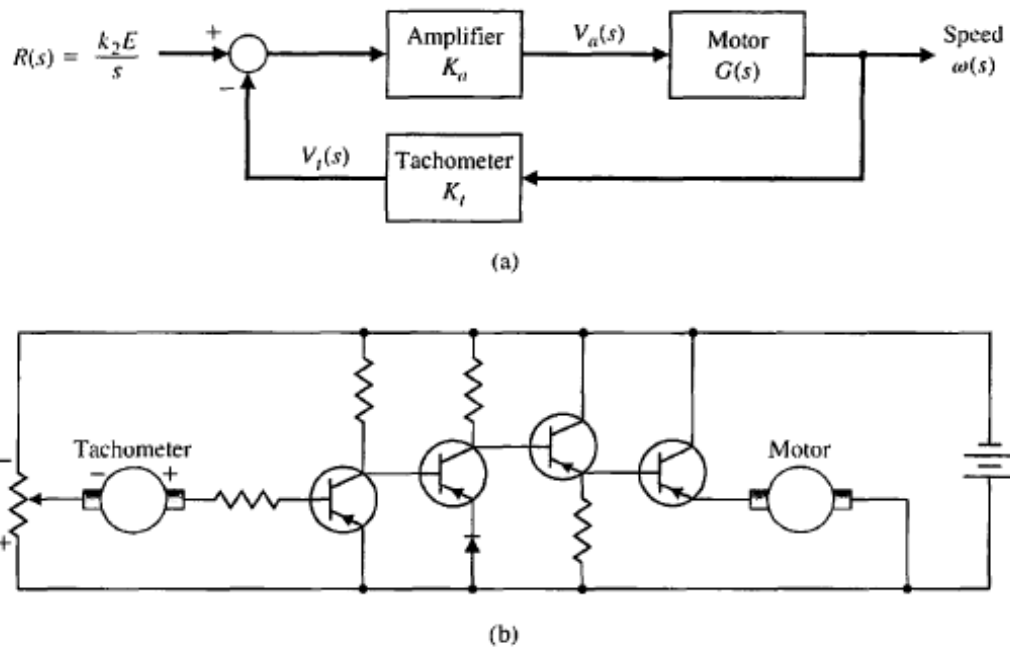 R(s) = k₂E / s
+
−
Amplifier
Kₐ
Vₐ(s)
Motor
G(s)
Speed
ω(s)
Vₜ(s)
Tachometer
Kₜ
(a)
Tachometer
− +
−
+
Motor
(b)